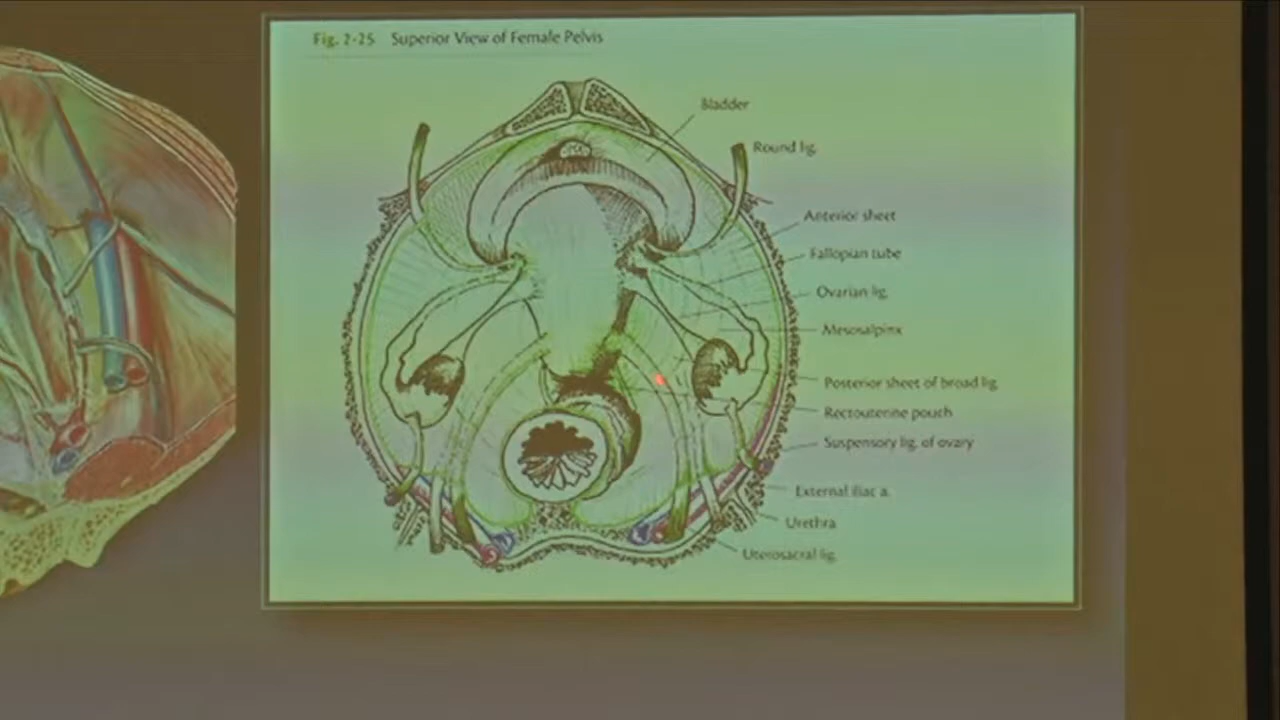 Fig. 2-25 Superior View of Female Pelvis
Bladder
Round lig.
Anterior sheet
Fallopian tube
Ovarian lig.
Mesosalpinx
Posterior sheet of broad lig.
Rectouterine pouch
Suspensory lig. of ovary
External iliac a.
Urethra
Uterosacral lig.